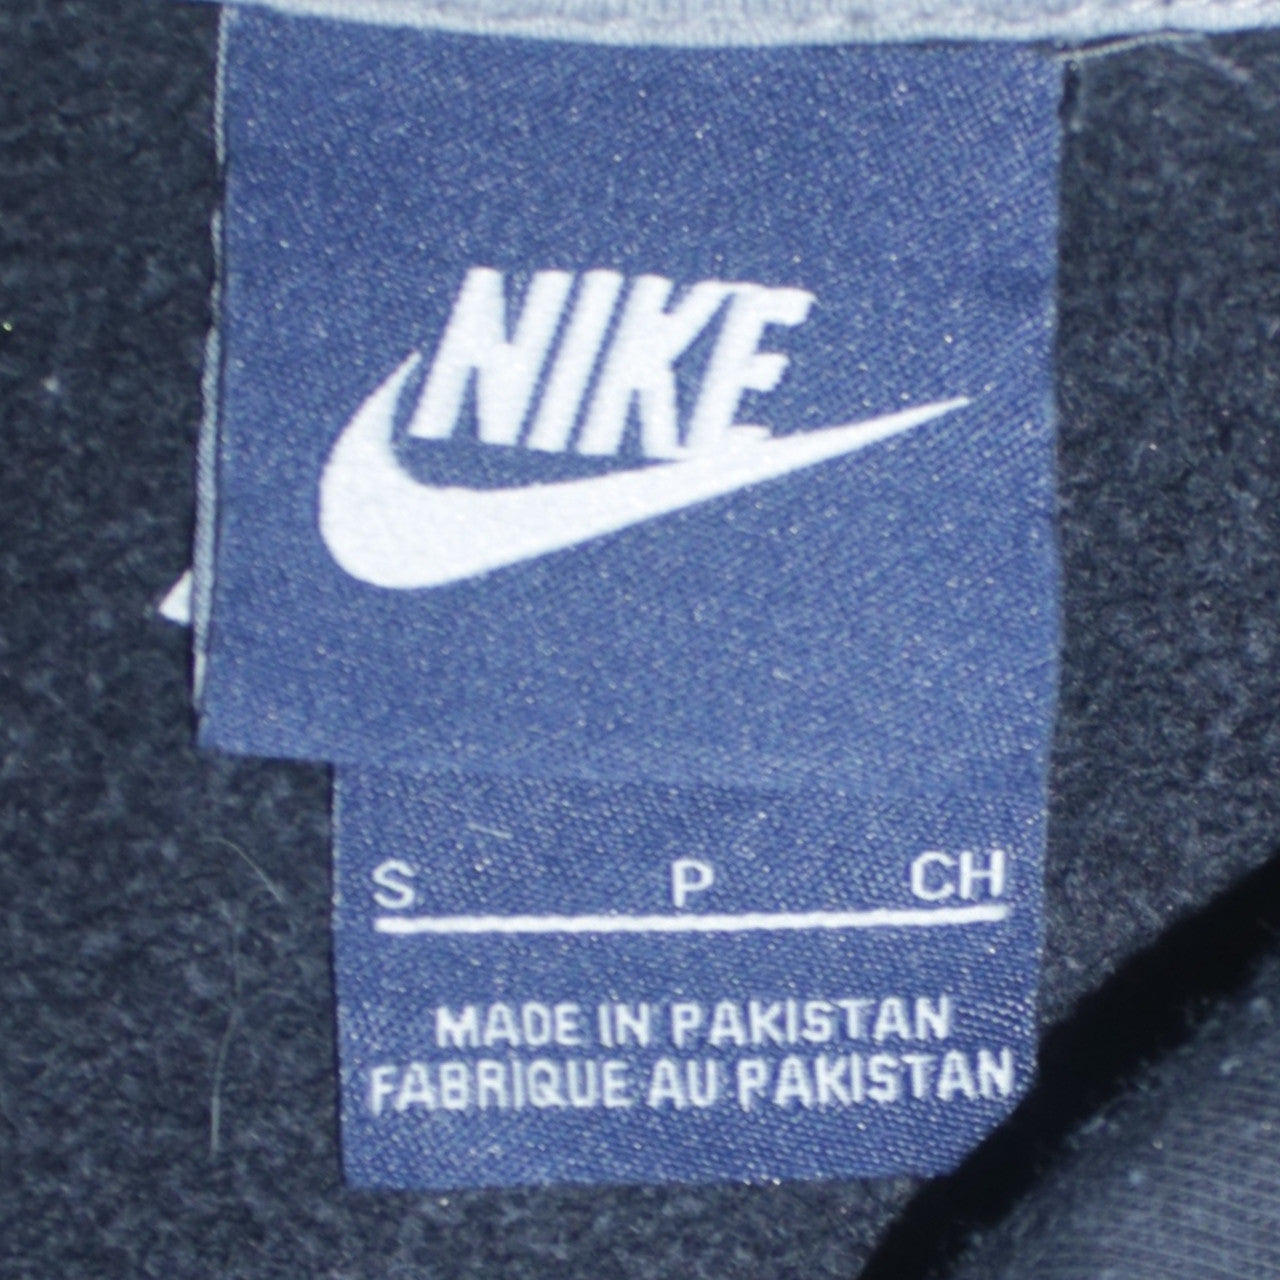 NIKE
S P CH
MADE IN PAKISTAN
FABRIQUE AU PAKISTAN